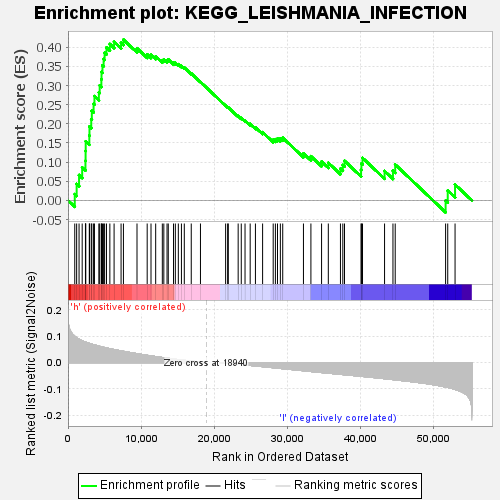 Enrichment plot: KEGG_LEISHMANIA_INFECTION
Enrichment score (ES)
0.40
0.35
0.30
0.25
0.20
0.15
0.10
0.05
0.00
-0.05
'h' (positively correlated)
Ranked list metric (Signal2Noise)
0.2
0.1
0.0
-0.1
-0.2
Zero cross at 18940
'l' (negatively correlated)
0
10,000
20,000
30,000
40,000
50,000
Rank in Ordered Dataset
Enrichment profile
Hits
Ranking metric scores